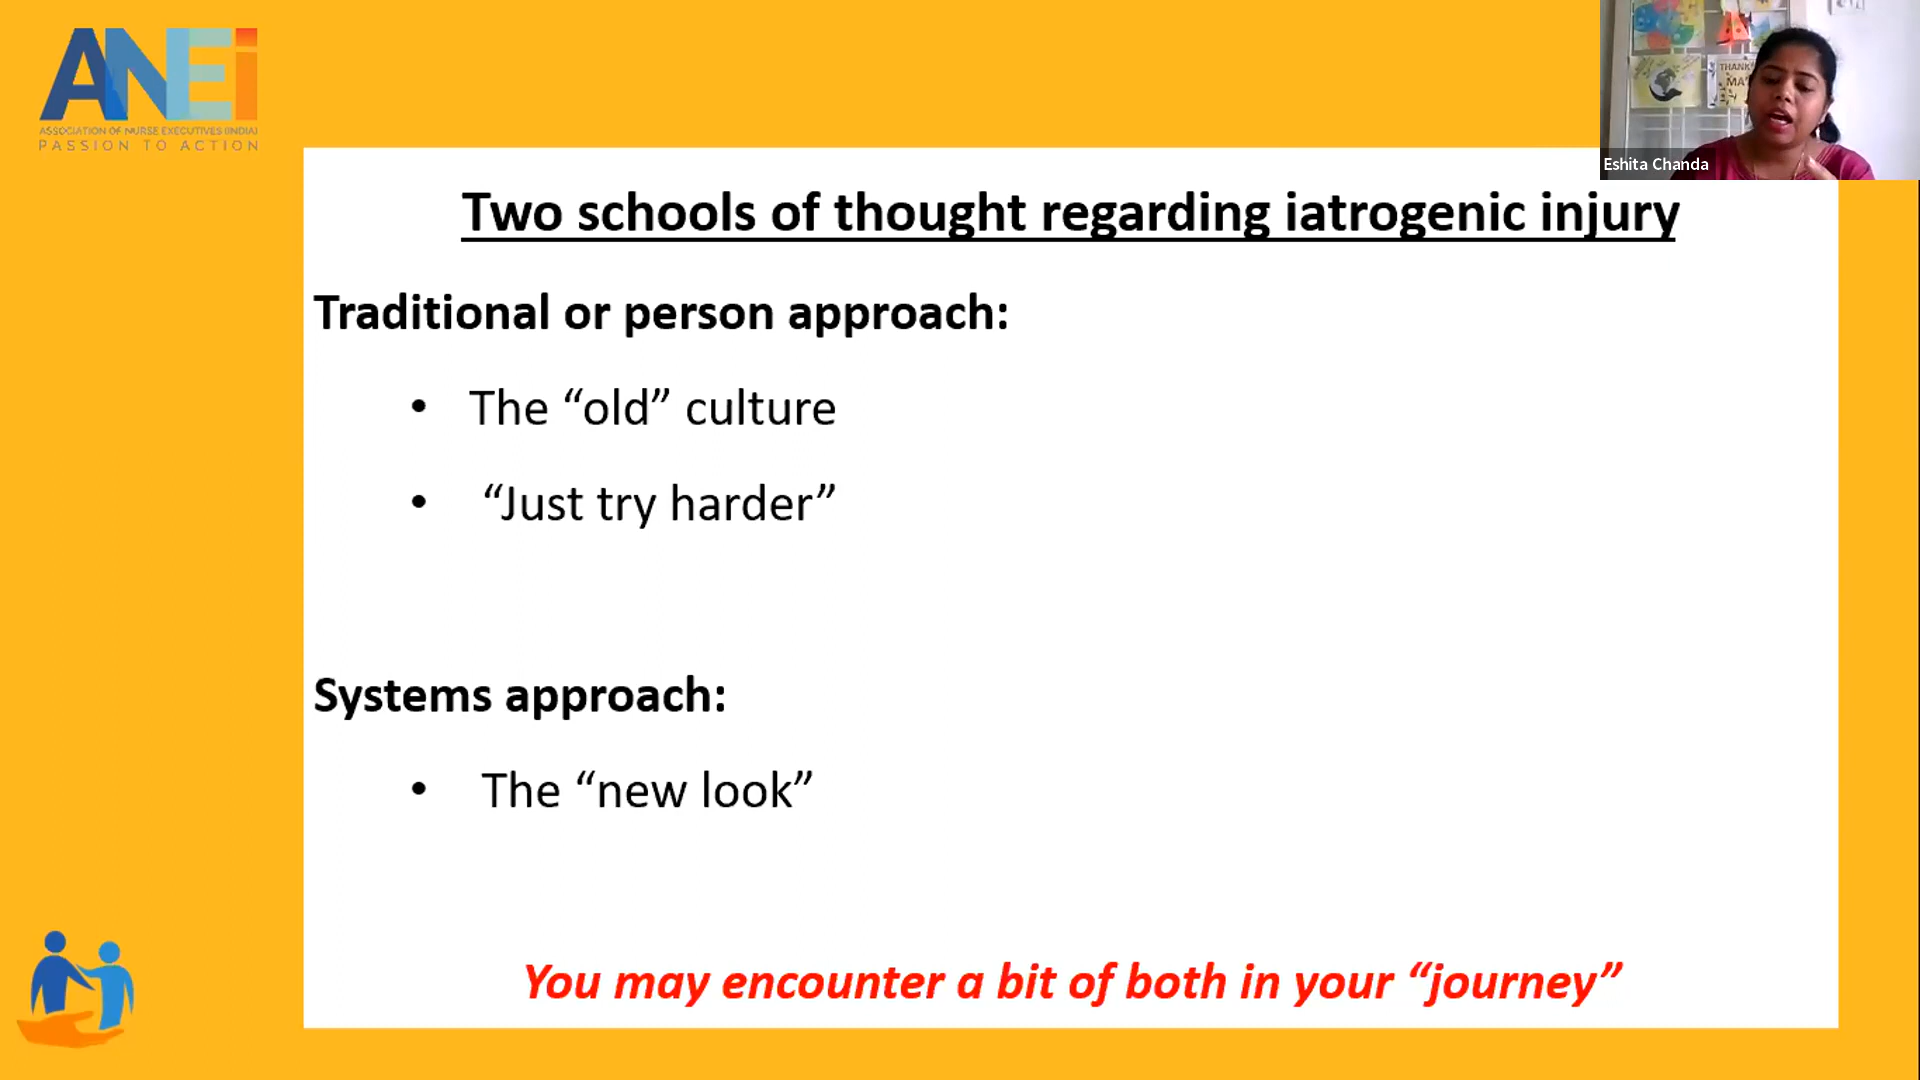 ANEi
ASSOCIATION OF NURSE EXECUTIVES (INDIA)
PASSION TO ACTION
THANK
MA
Eshita Chanda
Two schools of thought regarding iatrogenic injury
Traditional or person approach:
• The “old” culture
• “Just try harder”
Systems approach:
• The “new look”
You may encounter a bit of both in your “journey”